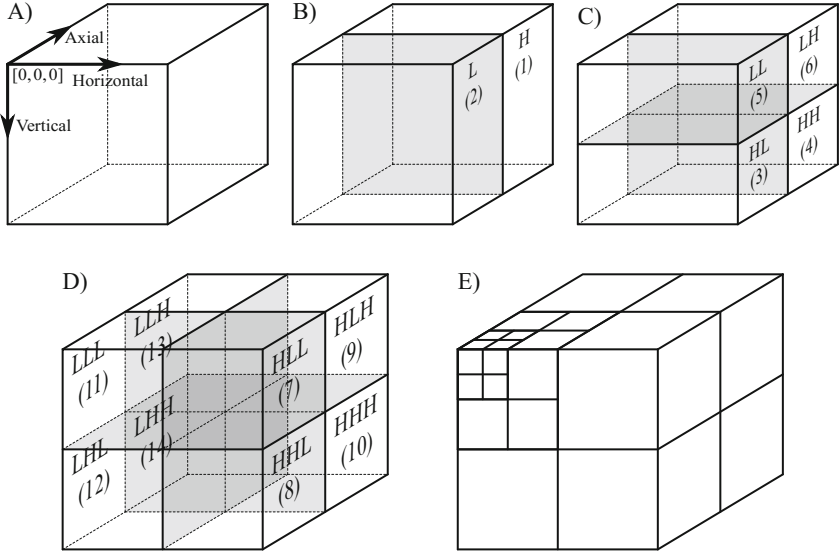 A)
Axial
[0, 0, 0]
Horizontal
Vertical
B)
L
(2)
H
(1)
C)
LL
(5)
LH
(6)
HL
(3)
HH
(4)
D)
LLL
(11)
LLH
(13)
HLL
(7)
HLH
(9)
LHL
(12)
LHH
(14)
HHL
(8)
HHH
(10)
E)